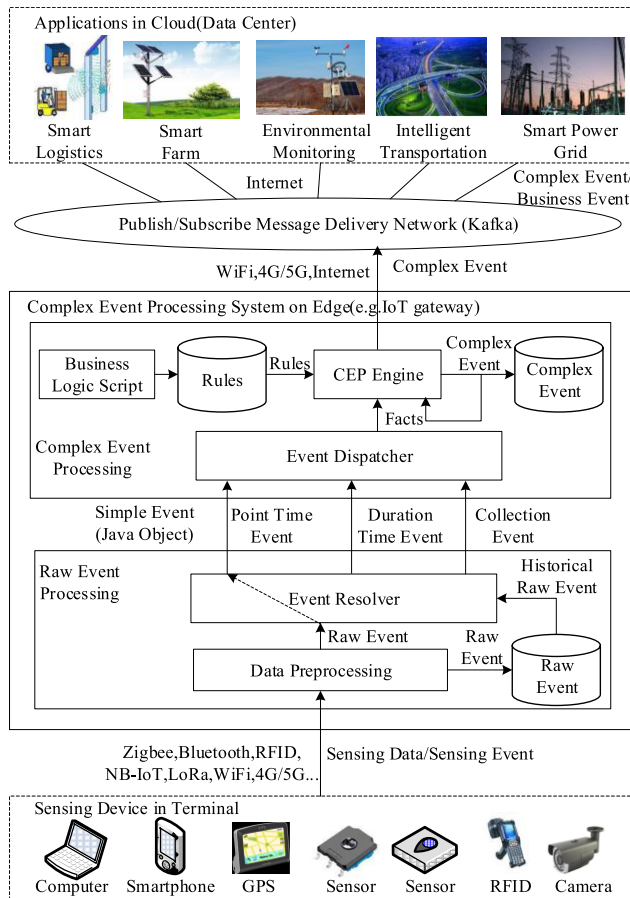 Applications in Cloud(Data Center)
Smart
Logistics
Smart
Farm
Environmental
Monitoring
Intelligent
Transportation
Smart Power
Grid
Internet
Complex Event/
Business Event
Publish/Subscribe Message Delivery Network (Kafka)
WiFi,4G/5G,Internet
Complex Event
Complex Event Processing System on Edge(e.g.IoT gateway)
Business
Logic Script
Rules
Rules
CEP Engine
Complex
Event
Complex
Event
Facts
Complex Event
Processing
Event Dispatcher
Simple Event
(Java Object)
Point Time
Event
Duration
Time Event
Collection
Event
Raw Event
Processing
Event Resolver
Historical
Raw Event
Raw Event
Raw
Event
Data Preprocessing
Raw
Event
Zigbee,Bluetooth,RFID,
NB-IoT,LoRa,WiFi,4G/5G...
Sensing Data/Sensing Event
Sensing Device in Terminal
Computer
Smartphone
GPS
Sensor
Sensor
RFID
Camera